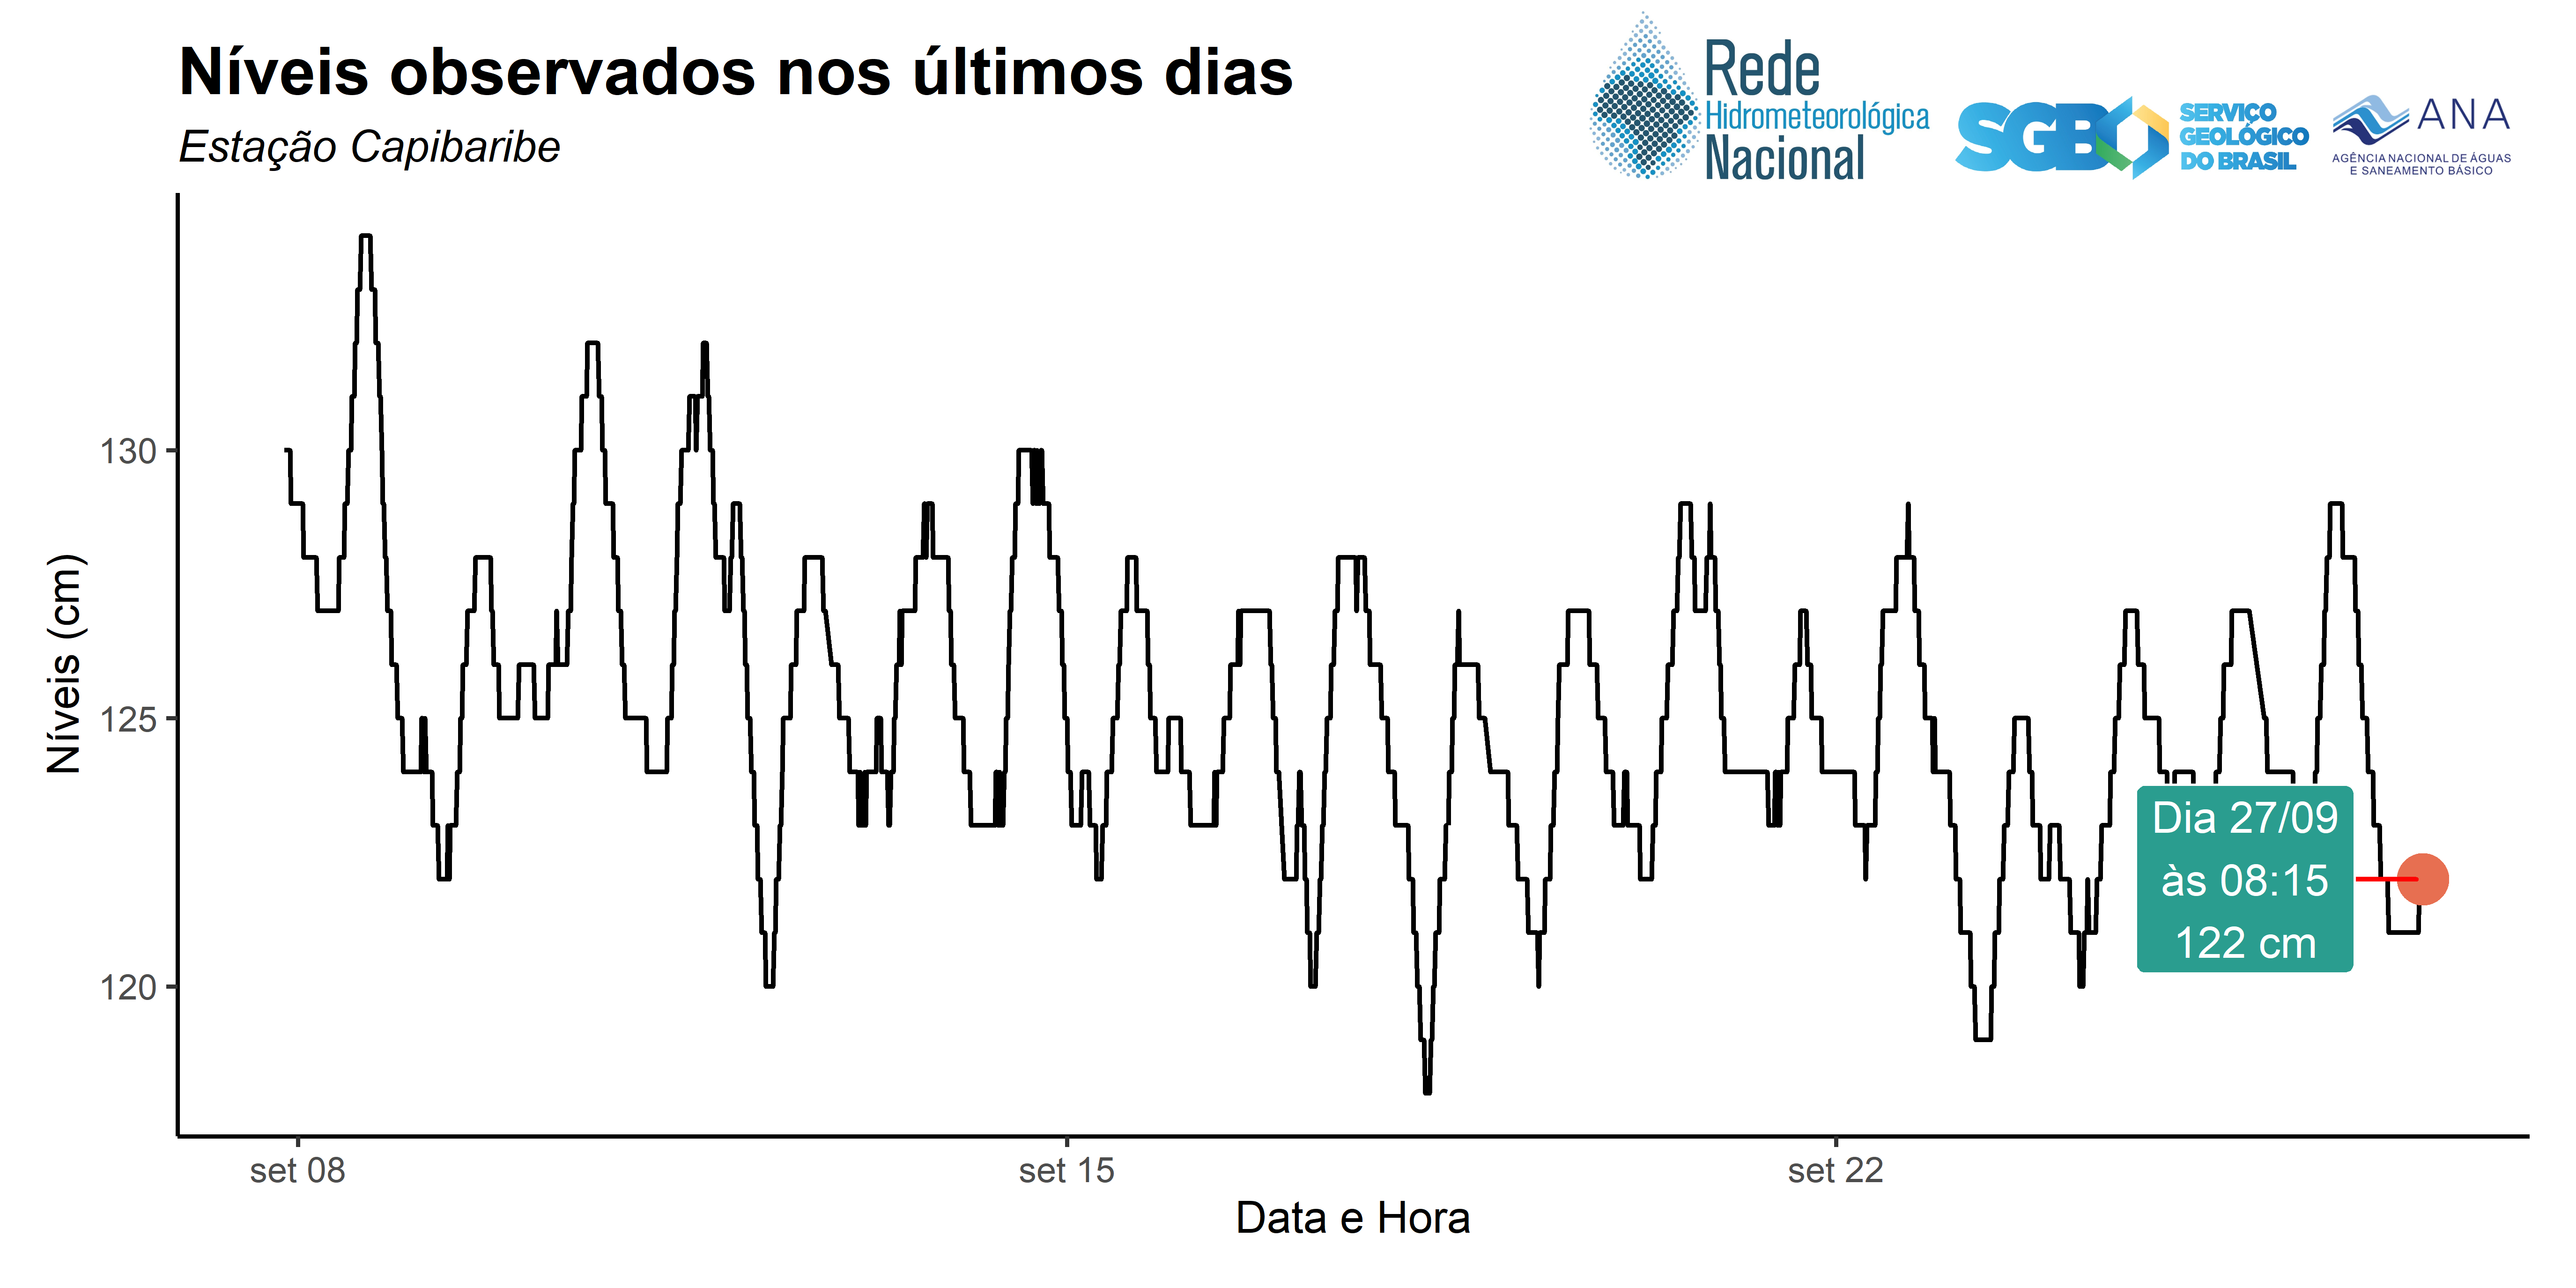 Níveis observados nos últimos dias
Estação Capibaribe
Rede
Hidrometeorológica
Nacional
SGB
SERVIÇO
GEOLÓGICO
DO BRASIL
ANA
AGÊNCIA NACIONAL DE ÁGUAS
E SANEAMENTO BÁSICO
Níveis (cm)
130
125
120
Dia 27/09
às 08:15
122 cm
set 08
set 15
set 22
Data e Hora